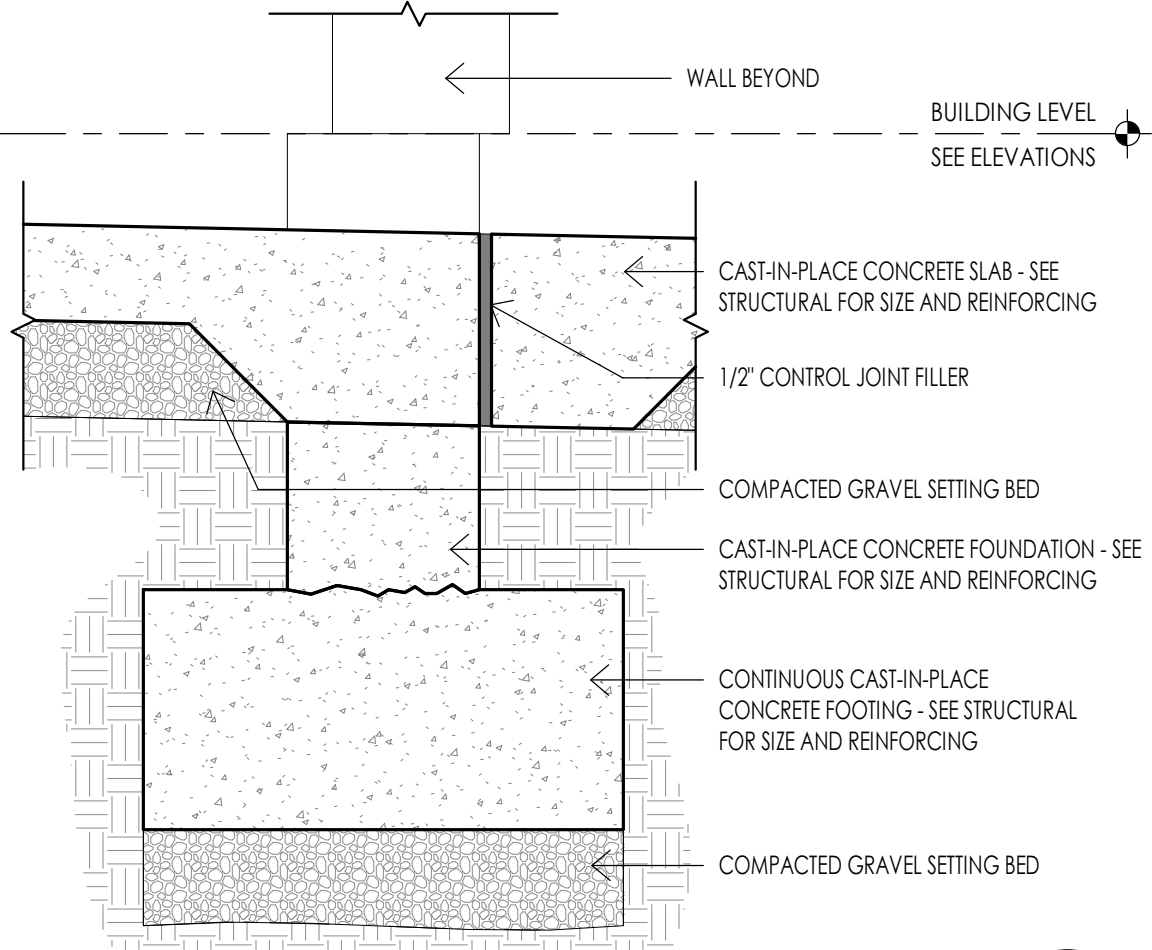 WALL BEYOND
BUILDING LEVEL
SEE ELEVATIONS
CAST-IN-PLACE CONCRETE SLAB - SEE
STRUCTURAL FOR SIZE AND REINFORCING
1/2" CONTROL JOINT FILLER
COMPACTED GRAVEL SETTING BED
CAST-IN-PLACE CONCRETE FOUNDATION - SEE
STRUCTURAL FOR SIZE AND REINFORCING
CONTINUOUS CAST-IN-PLACE
CONCRETE FOOTING - SEE STRUCTURAL
FOR SIZE AND REINFORCING
COMPACTED GRAVEL SETTING BED